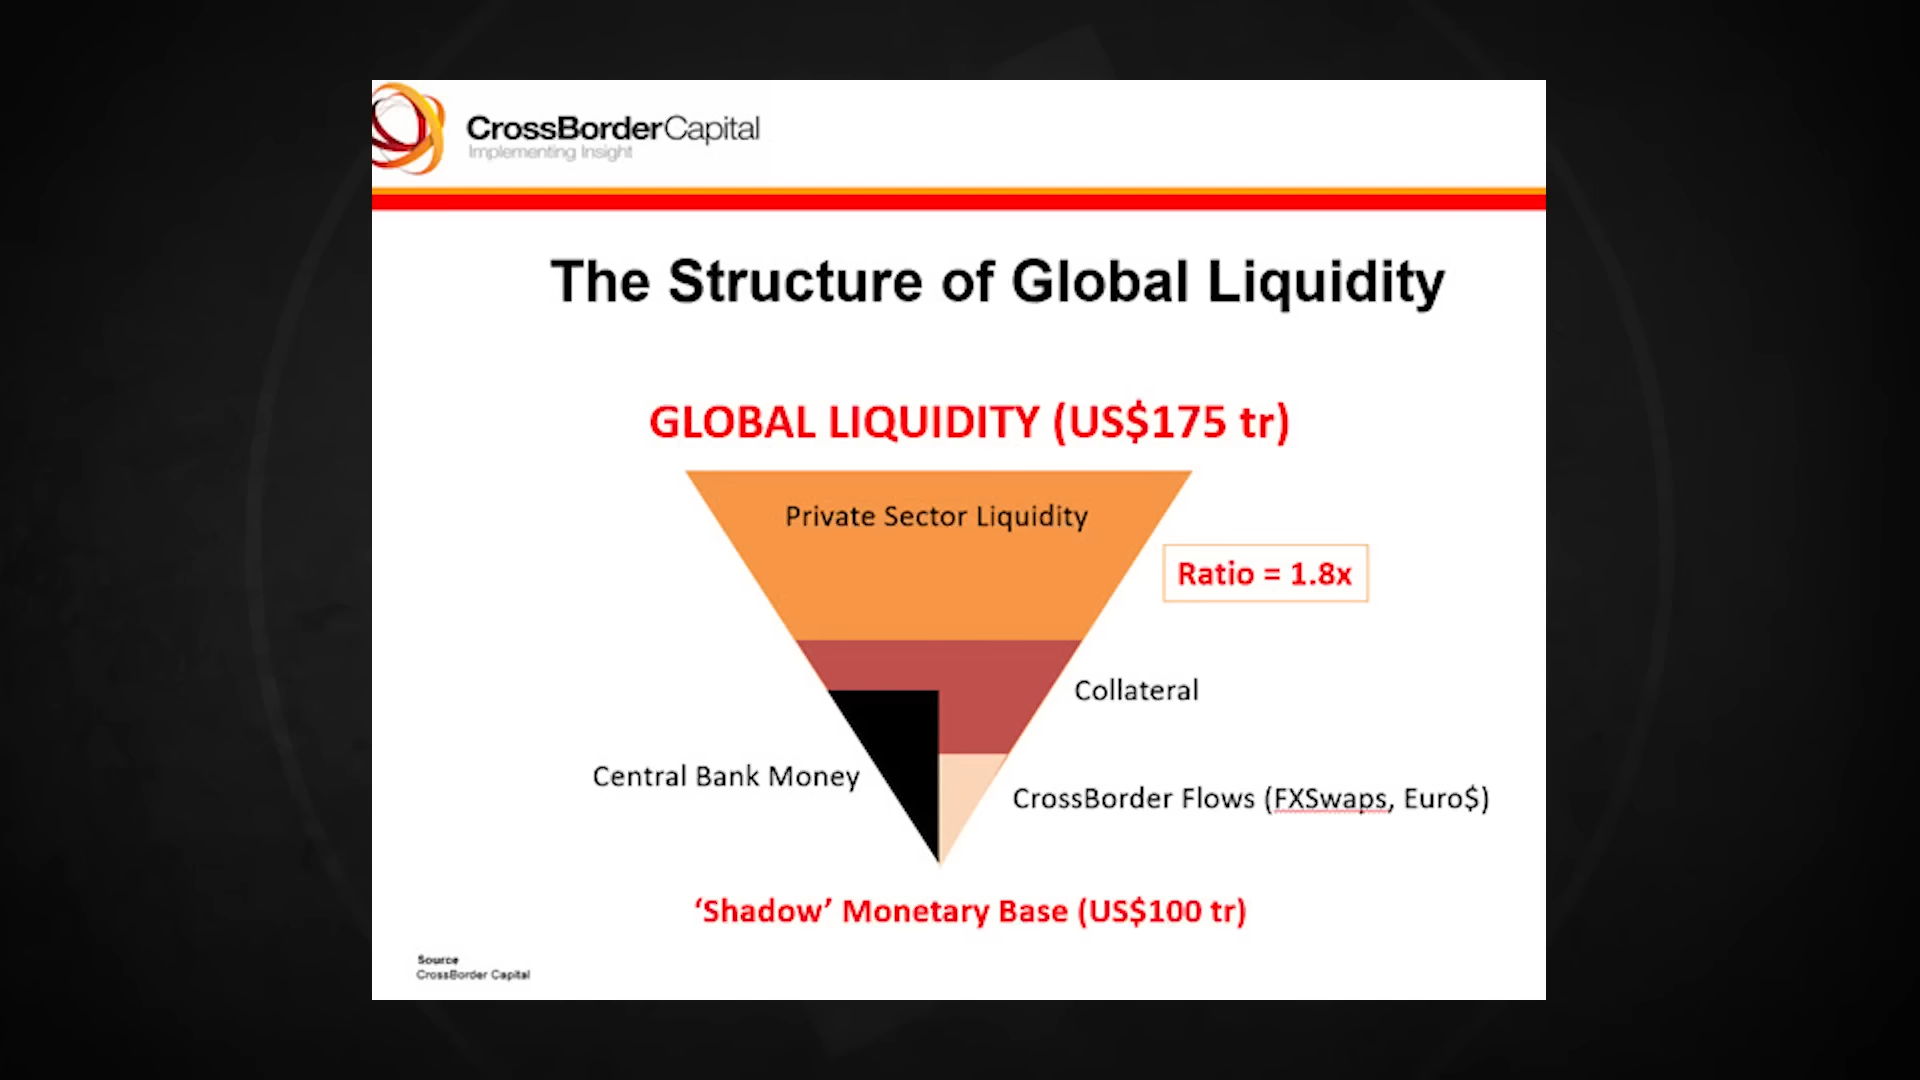 CrossBorderCapital
Implementing Insight
The Structure of Global Liquidity
GLOBAL LIQUIDITY (US$175 tr)
Private Sector Liquidity
Ratio = 1.8x
Collateral
Central Bank Money
CrossBorder Flows (FXSwaps, Euro$)
‘Shadow’ Monetary Base (US$100 tr)
Source
CrossBorder Capital